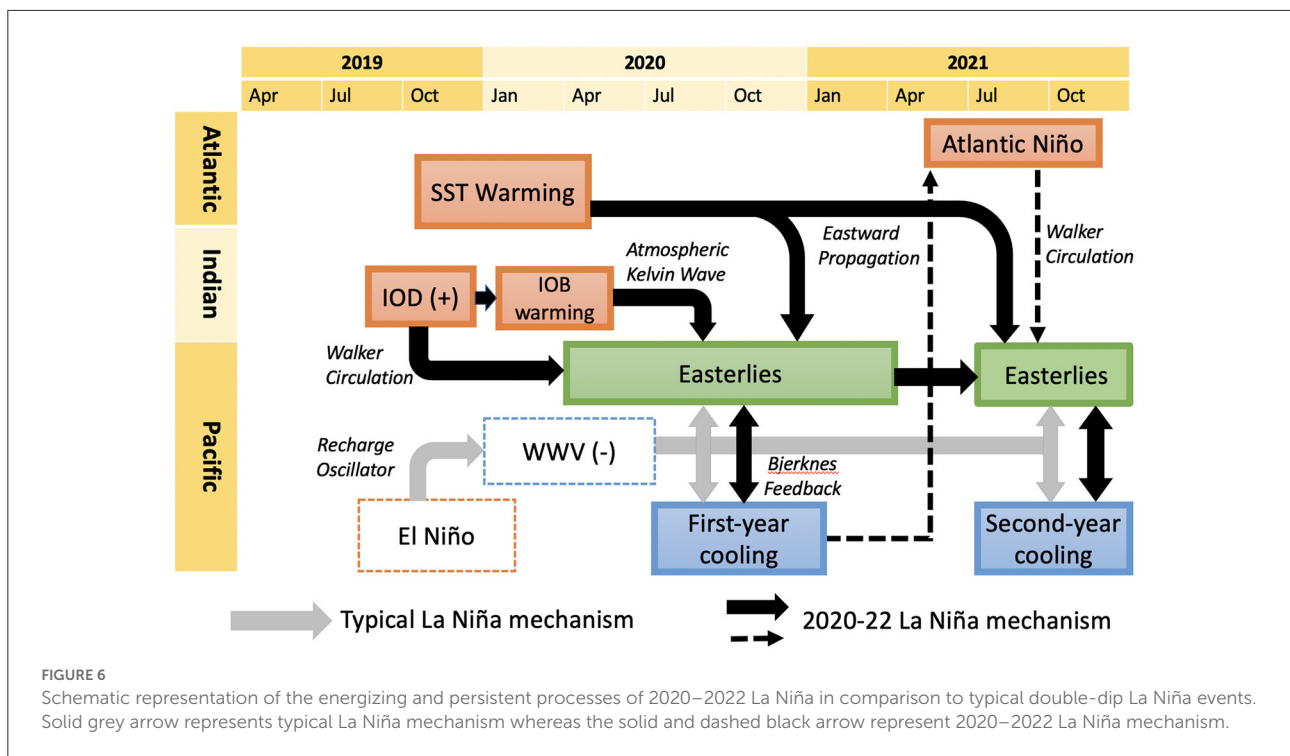 2019 2020 2021
Apr Jul Oct Jan Apr Jul Oct Jan Apr Jul Oct
Atlantic
Indian
Pacific
Atlantic Niño
SST Warming
Eastward
Propagation
Walker
Circulation
Atmospheric
Kelvin Wave
IOD (+)
IOB
warming
Walker
Circulation
Easterlies
Easterlies
Recharge
Oscillator
WWV (-)
Bjerknes
Feedback
El Niño
First-year
cooling
Second-year
cooling
Typical La Niña mechanism
2020-22 La Niña mechanism
FIGURE 6
Schematic representation of the energizing and persistent processes of 2020–2022 La Niña in comparison to typical double-dip La Niña events.
Solid grey arrow represents typical La Niña mechanism whereas the solid and dashed black arrow represent 2020–2022 La Niña mechanism.